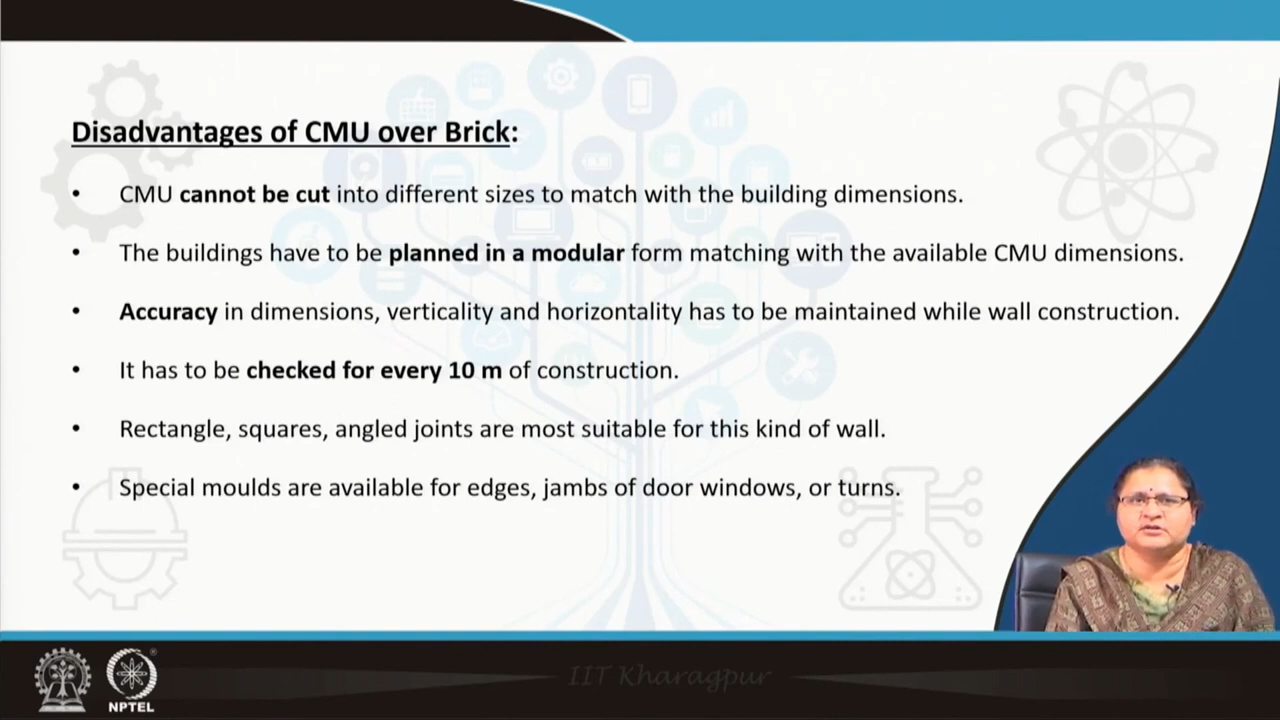 Disadvantages of CMU over Brick:
• CMU cannot be cut into different sizes to match with the building dimensions.
• The buildings have to be planned in a modular form matching with the available CMU dimensions.
• Accuracy in dimensions, verticality and horizontality has to be maintained while wall construction.
• It has to be checked for every 10 m of construction.
• Rectangle, squares, angled joints are most suitable for this kind of wall.
• Special moulds are available for edges, jambs of door windows, or turns.
IIT Kharagpur
NPTEL